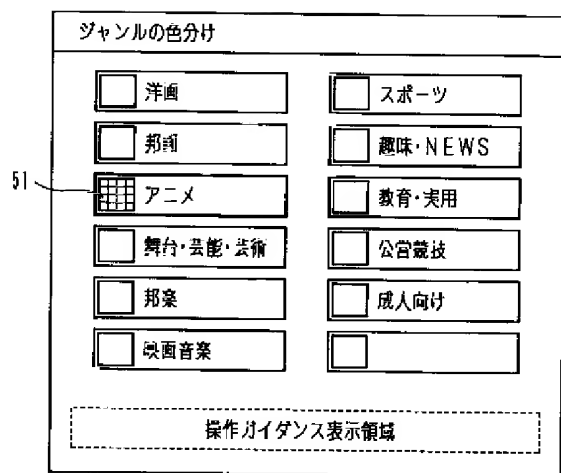 ジャンルの色分け
洋画
邦画
アニメ
舞台・芸能・芸術
邦楽
映画音楽
スポーツ
趣味・NEWS
教育・実用
公営競技
成人向け
51
操作ガイダンス表示領域